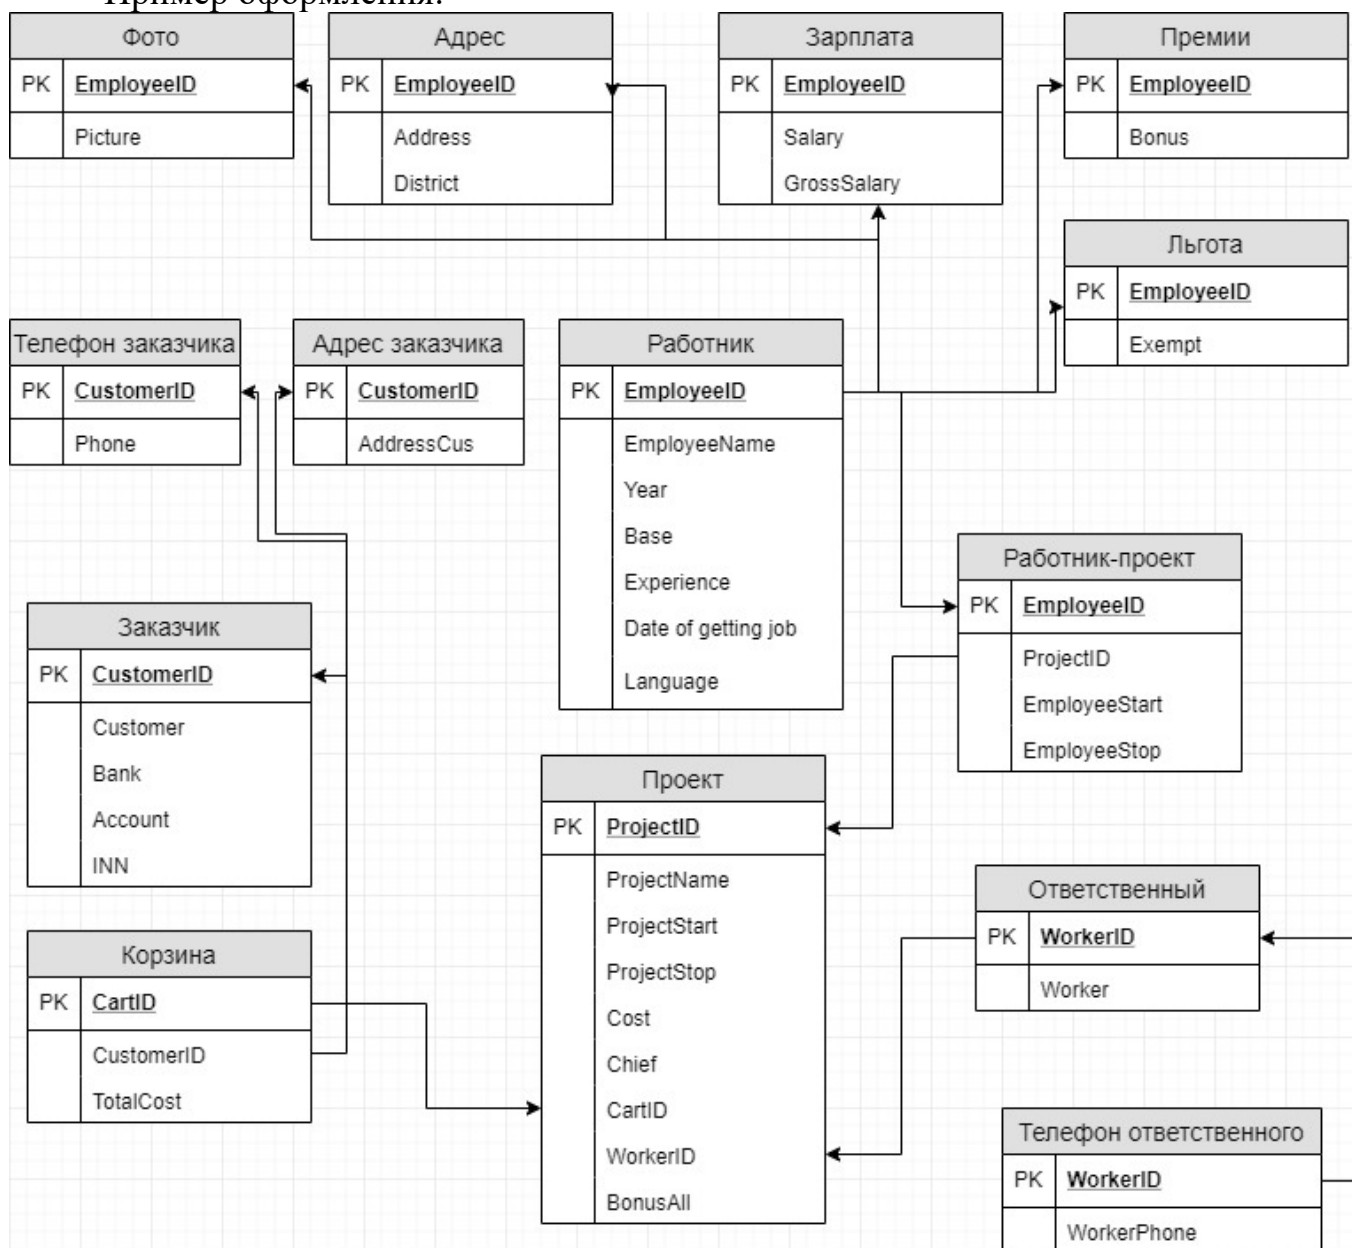 Пример оформления:
Фото
PK EmployeeID
Picture
Адрес
PK EmployeeID
Address
District
Зарплата
PK EmployeeID
Salary
GrossSalary
Премии
PK EmployeeID
Bonus
Льгота
PK EmployeeID
Exempt
Телефон заказчика
PK CustomerID
Phone
Адрес заказчика
PK CustomerID
AddressCus
Работник
PK EmployeeID
EmployeeName
Year
Base
Experience
Date of getting job
Language
Работник-проект
PK EmployeeID
ProjectID
EmployeeStart
EmployeeStop
Заказчик
PK CustomerID
Customer
Bank
Account
INN
Проект
PK ProjectID
ProjectName
ProjectStart
ProjectStop
Cost
Chief
CartID
WorkerID
BonusAll
Ответственный
PK WorkerID
Worker
Корзина
PK CartID
CustomerID
TotalCost
Телефон ответственного
PK WorkerID
WorkerPhone